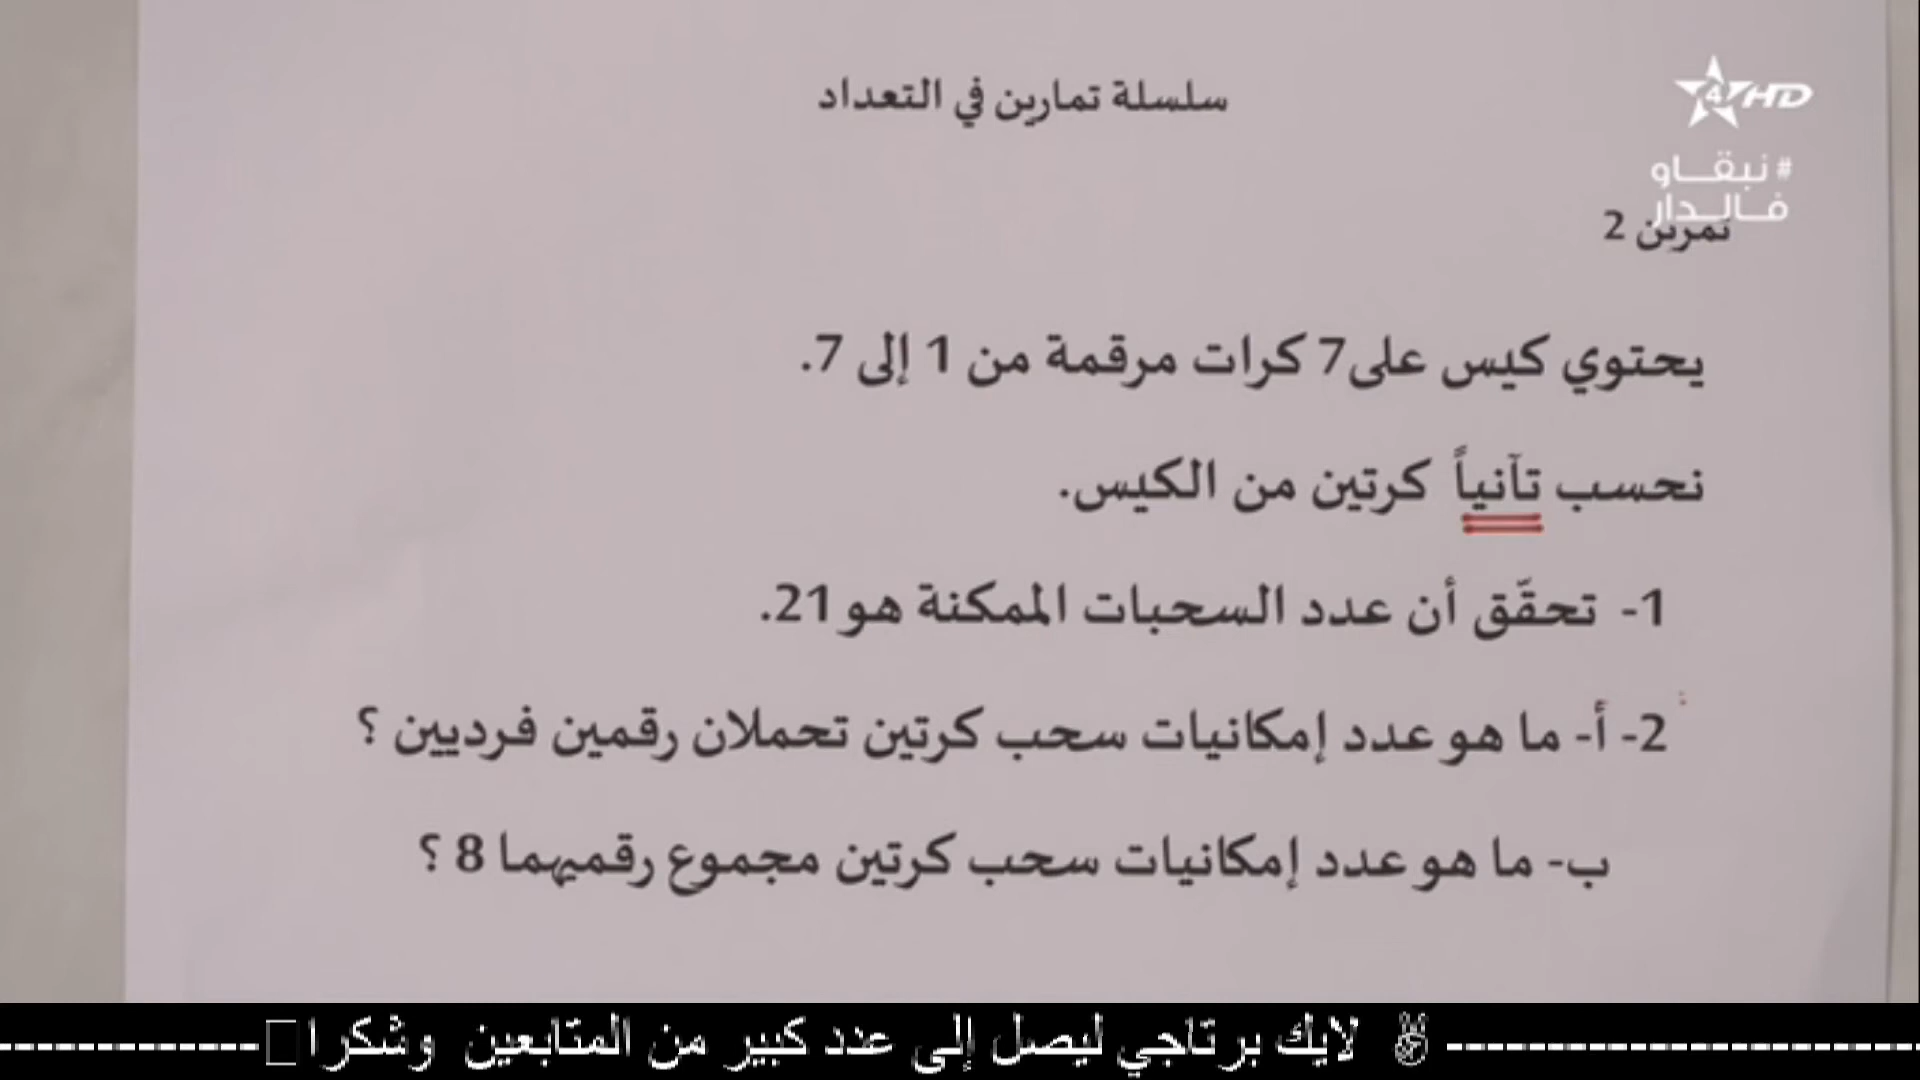 سلسلة تمارين في التعداد
4 HD
# نبقاو
فالدار
تمرين 2
يحتوي كيس على7 كرات مرقمة من 1 إلى 7.
نحسب تآنياً كرتين من الكيس.
1- تحقّق أن عدد السحبات الممكنة هو 21.
2- أ- ما هو عدد إمكانيات سحب كرتين تحملان رقمين فرديين ؟
ب- ما هو عدد إمكانيات سحب كرتين مجموع رقميهما 8 ؟
---------------------- ✌ لايك برتاجي ليصل إلى عدد كبير من المتابعين وشكرا -------------